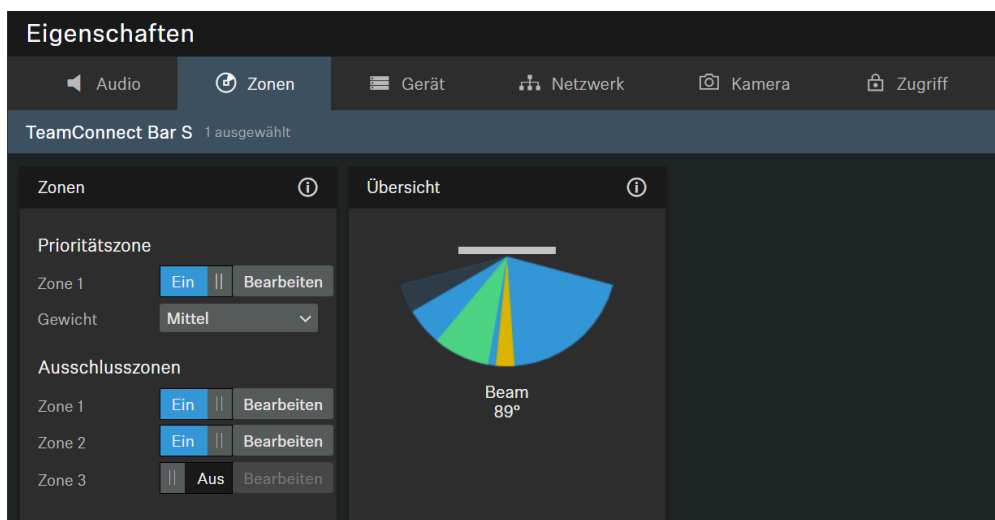 Eigenschaften
Audio Zonen Gerät Netzwerk Kamera Zugriff
TeamConnect Bar S 1 ausgewählt
Zonen
Prioritätszone
Zone 1 Ein Bearbeiten
Gewicht Mittel
Ausschlusszonen
Zone 1 Ein Bearbeiten
Zone 2 Ein Bearbeiten
Zone 3 Aus Bearbeiten
Übersicht
Beam
89°